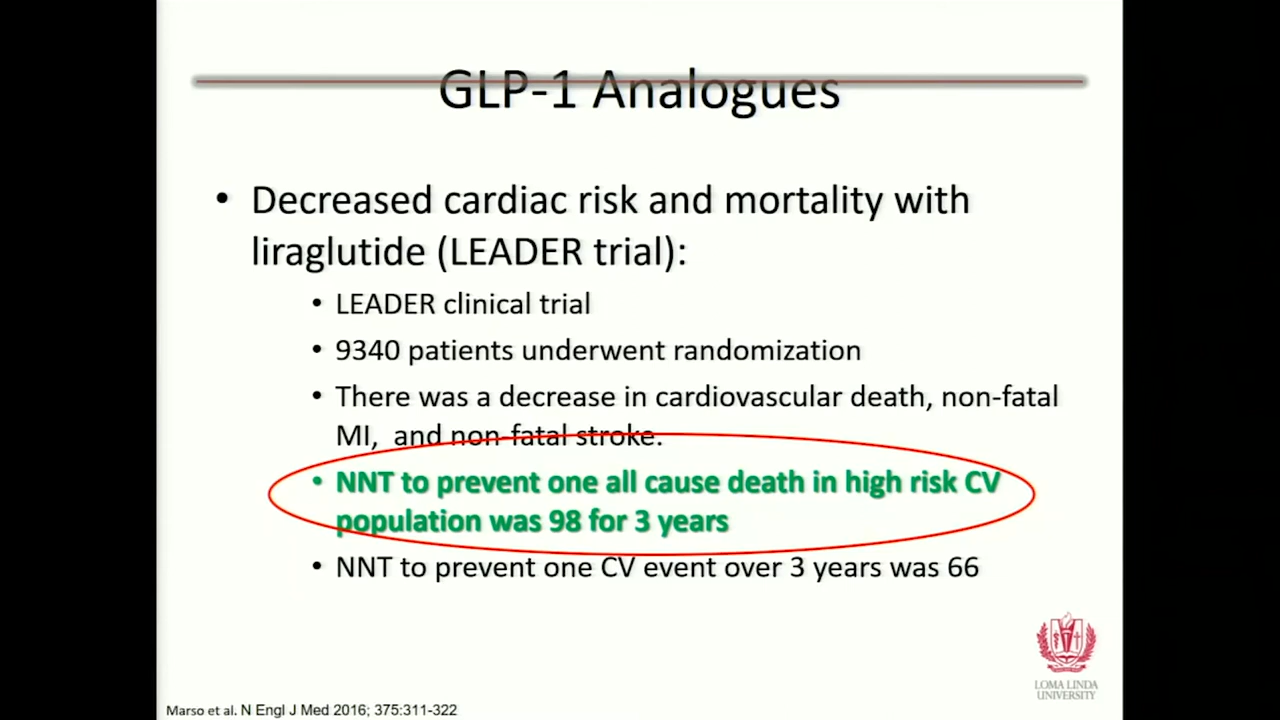 GLP-1 Analogues
• Decreased cardiac risk and mortality with
liraglutide (LEADER trial):
• LEADER clinical trial
• 9340 patients underwent randomization
• There was a decrease in cardiovascular death, non-fatal
MI, and non-fatal stroke.
• NNT to prevent one all cause death in high risk CV
population was 98 for 3 years
• NNT to prevent one CV event over 3 years was 66
LOMA LINDA
UNIVERSITY
Marso et al. N Engl J Med 2016; 375:311-322